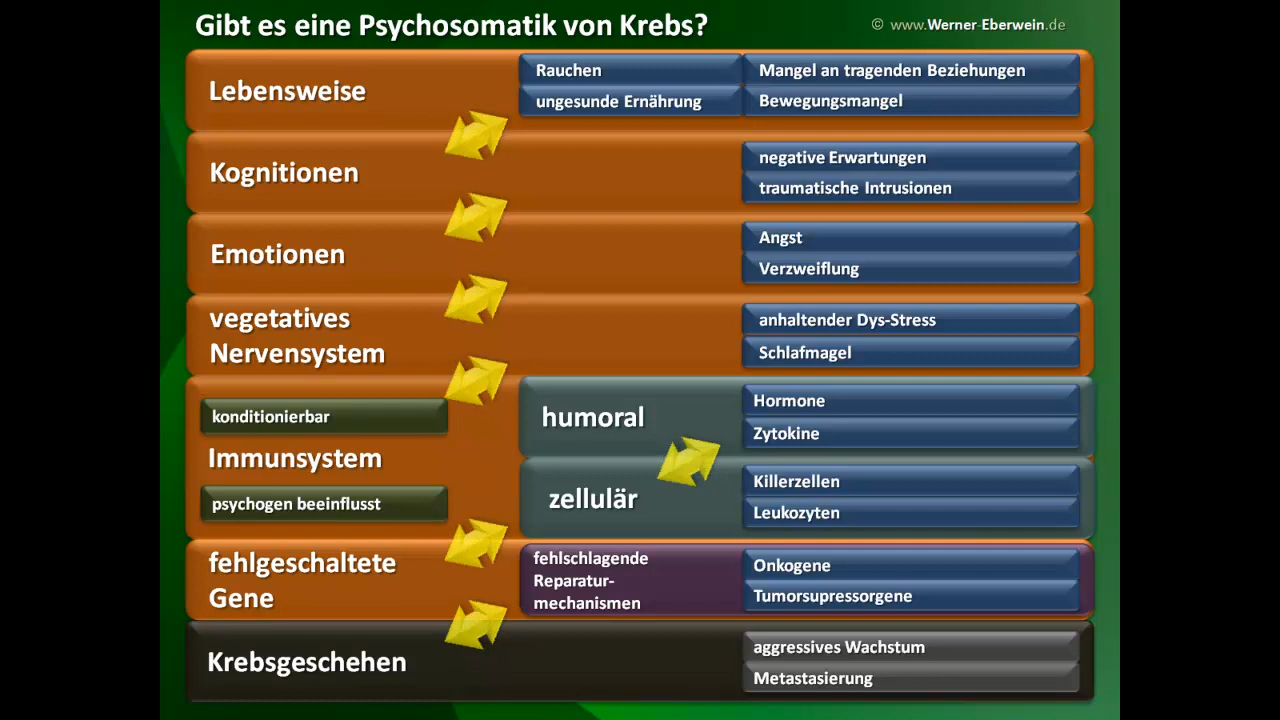 Gibt es eine Psychosomatik von Krebs?
© www.Werner-Eberwein.de
Lebensweise
Rauchen
Mangel an tragenden Beziehungen
ungesunde Ernährung
Bewegungsmangel
Kognitionen
negative Erwartungen
traumatische Intrusionen
Emotionen
Angst
Verzweiflung
vegetatives
Nervensystem
anhaltender Dys-Stress
Schlafmagel
konditionierbar
Immunsystem
psychogen beeinflusst
humoral
Hormone
Zytokine
zellulär
Killerzellen
Leukozyten
fehlgeschaltete
Gene
fehlschlagende
Reparatur-
mechanismen
Onkogene
Tumorsupressorgene
Krebsgeschehen
aggressives Wachstum
Metastasierung